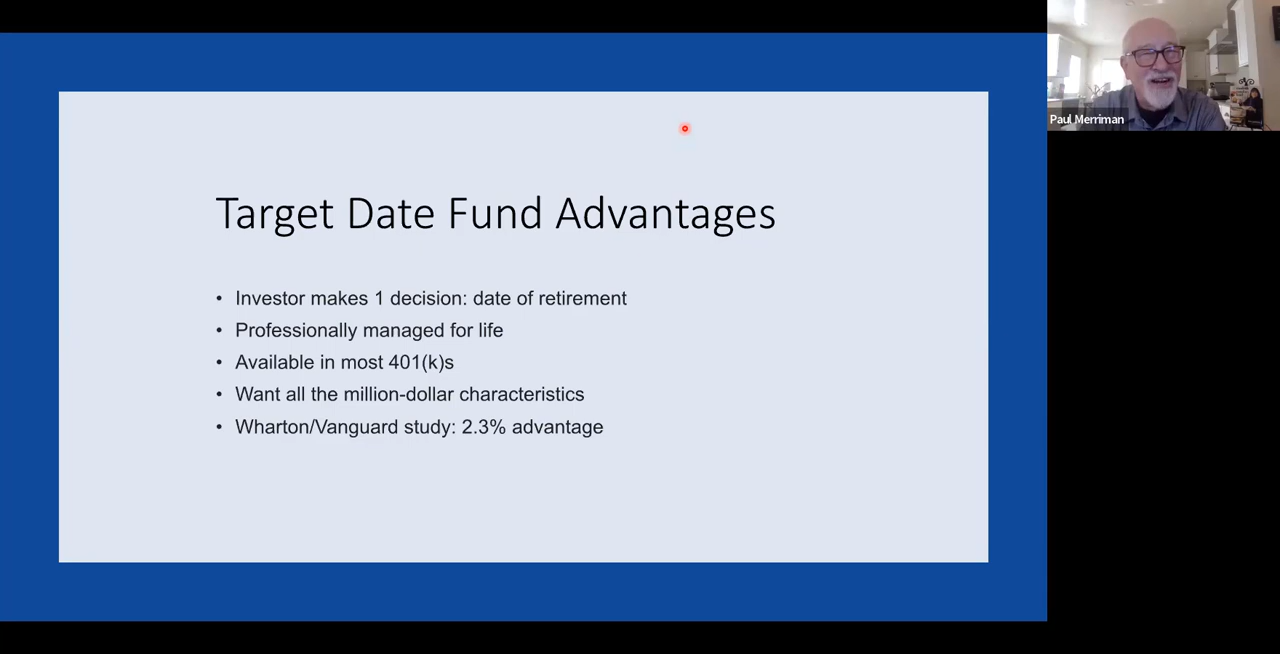 Target Date Fund Advantages
• Investor makes 1 decision: date of retirement
• Professionally managed for life
• Available in most 401(k)s
• Want all the million-dollar characteristics
• Wharton/Vanguard study: 2.3% advantage
Paul Merriman